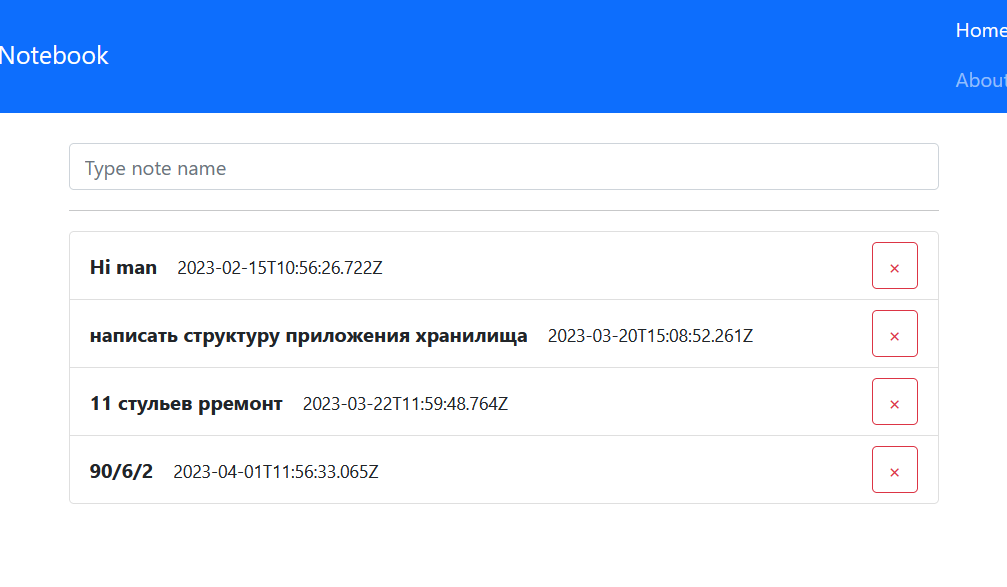 Notebook
Home
About
Type note name
Hi man 2023-02-15T10:56:26.722Z ×
написать структуру приложения хранилища 2023-03-20T15:08:52.261Z ×
11 стульев рремонт 2023-03-22T11:59:48.764Z ×
90/6/2 2023-04-01T11:56:33.065Z ×